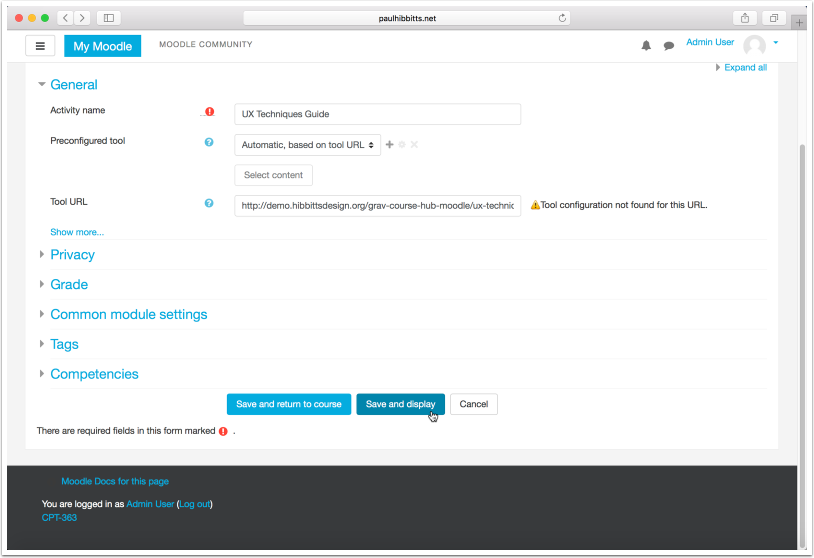 paulhibbitts.net
My Moodle
MOODLE COMMUNITY
Admin User
Expand all
General
Activity name
UX Techniques Guide
Preconfigured tool
Automatic, based on tool URL
Select content
Tool URL
http://demo.hibbittsdesign.org/grav-course-hub-moodle/ux-technic
Tool configuration not found for this URL.
Show more...
Privacy
Grade
Common module settings
Tags
Competencies
Save and return to course
Save and display
Cancel
There are required fields in this form marked .
Moodle Docs for this page
You are logged in as Admin User (Log out)
CPT-363